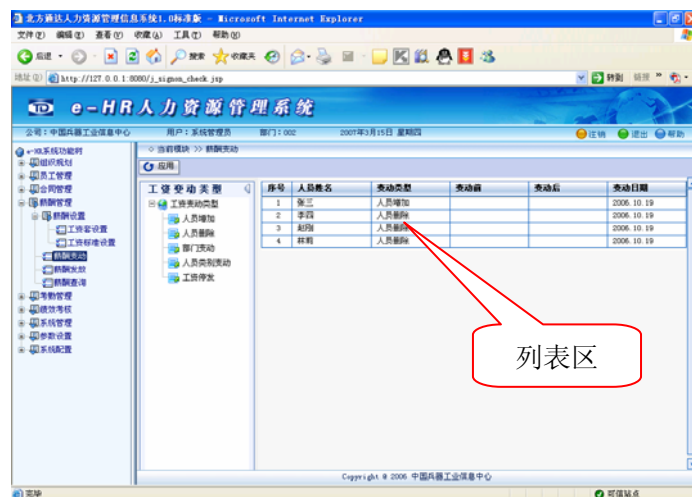 北方通达人力资源管理信息系统1.0标准版 - Microsoft Internet Explorer
文件(F) 编辑(E) 查看(V) 收藏(A) 工具(T) 帮助(H)
后退 搜索 收藏夹
地址(D) http://127.0.0.1:8080/j_signon_check.jsp 转到 链接 »
e-HR人力资源管理系统
公司:中国兵器工业信息中心 用户:系统管理员 部门:002 2007年3月15日 星期四 注销 退出 帮助
e-HR系统功能树
组织规划
员工管理
合同管理
薪酬管理
薪酬设置
工资套设置
工资标准设置
薪酬变动
薪酬发放
薪酬查询
考勤管理
绩效考核
系统管理
参数设置
系统配置
◇ 当前模块 >> 薪酬变动
应用
工资变动类型
工资变动类型
人员增加
人员删除
部门变动
人员类别变动
工资停发
序号 人员姓名 变动类型 变动前 变动后 变动日期
1 张三 人员增加 2006.10.19
2 李四 人员删除 2006.10.19
3 赵刚 人员删除 2006.10.19
4 林莉 人员删除 2006.10.19
列表区
Copyright @ 2006 中国兵器工业信息中心
完毕 可信站点